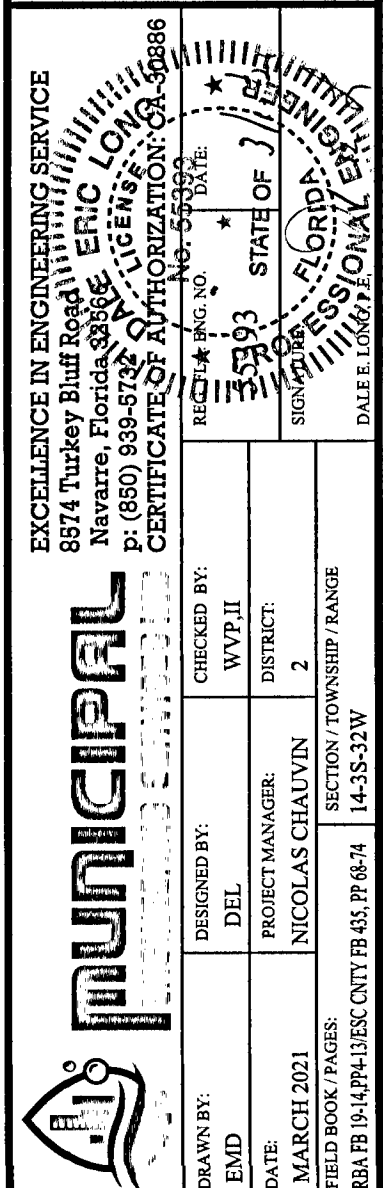 MUNICIPAL
EXCELLENCE IN ENGINEERING SERVICE
8574 Turkey Bluff Road
Navarre, Florida 32566
p: (850) 939-5732
CERTIFICATE OF AUTHORIZATION: CA-30886
DRAWN BY:
EMD
DESIGNED BY:
DEL
CHECKED BY:
WVP,II
REG. FL. ENG. NO.
55393
DATE:
DATE:
MARCH 2021
PROJECT MANAGER:
NICOLAS CHAUVIN
DISTRICT:
2
SIGNATURE
DALE E. LONG, P.E.
FIELD BOOK / PAGES:
RBA FB 19-14,PP4-13/ESC CNTY FB 435, PP 68-74
SECTION / TOWNSHIP / RANGE
14-3S-32W
DALE ERIC LONG
LICENSE
No. 55393
STATE OF
FLORIDA
PROFESSIONAL ENGINEER